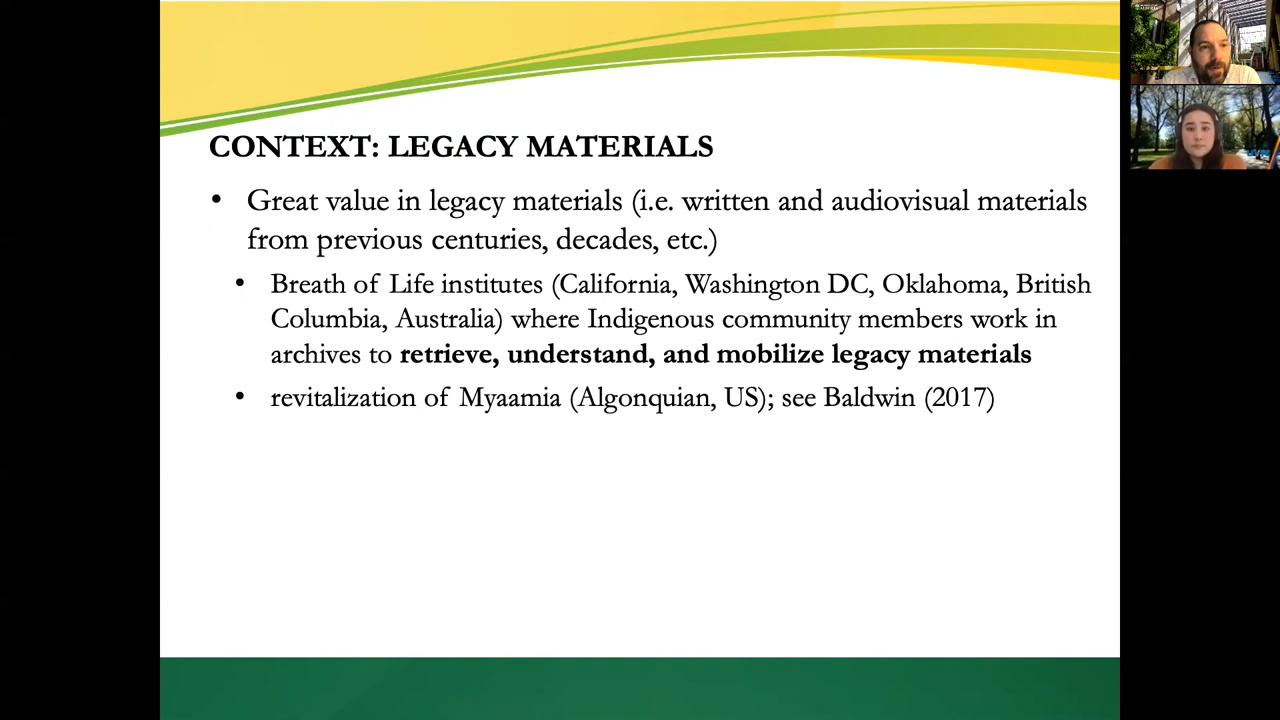 CONTEXT: LEGACY MATERIALS
• Great value in legacy materials (i.e. written and audiovisual materials
from previous centuries, decades, etc.)
• Breath of Life institutes (California, Washington DC, Oklahoma, British
Columbia, Australia) where Indigenous community members work in
archives to retrieve, understand, and mobilize legacy materials
• revitalization of Myaamia (Algonquian, US); see Baldwin (2017)